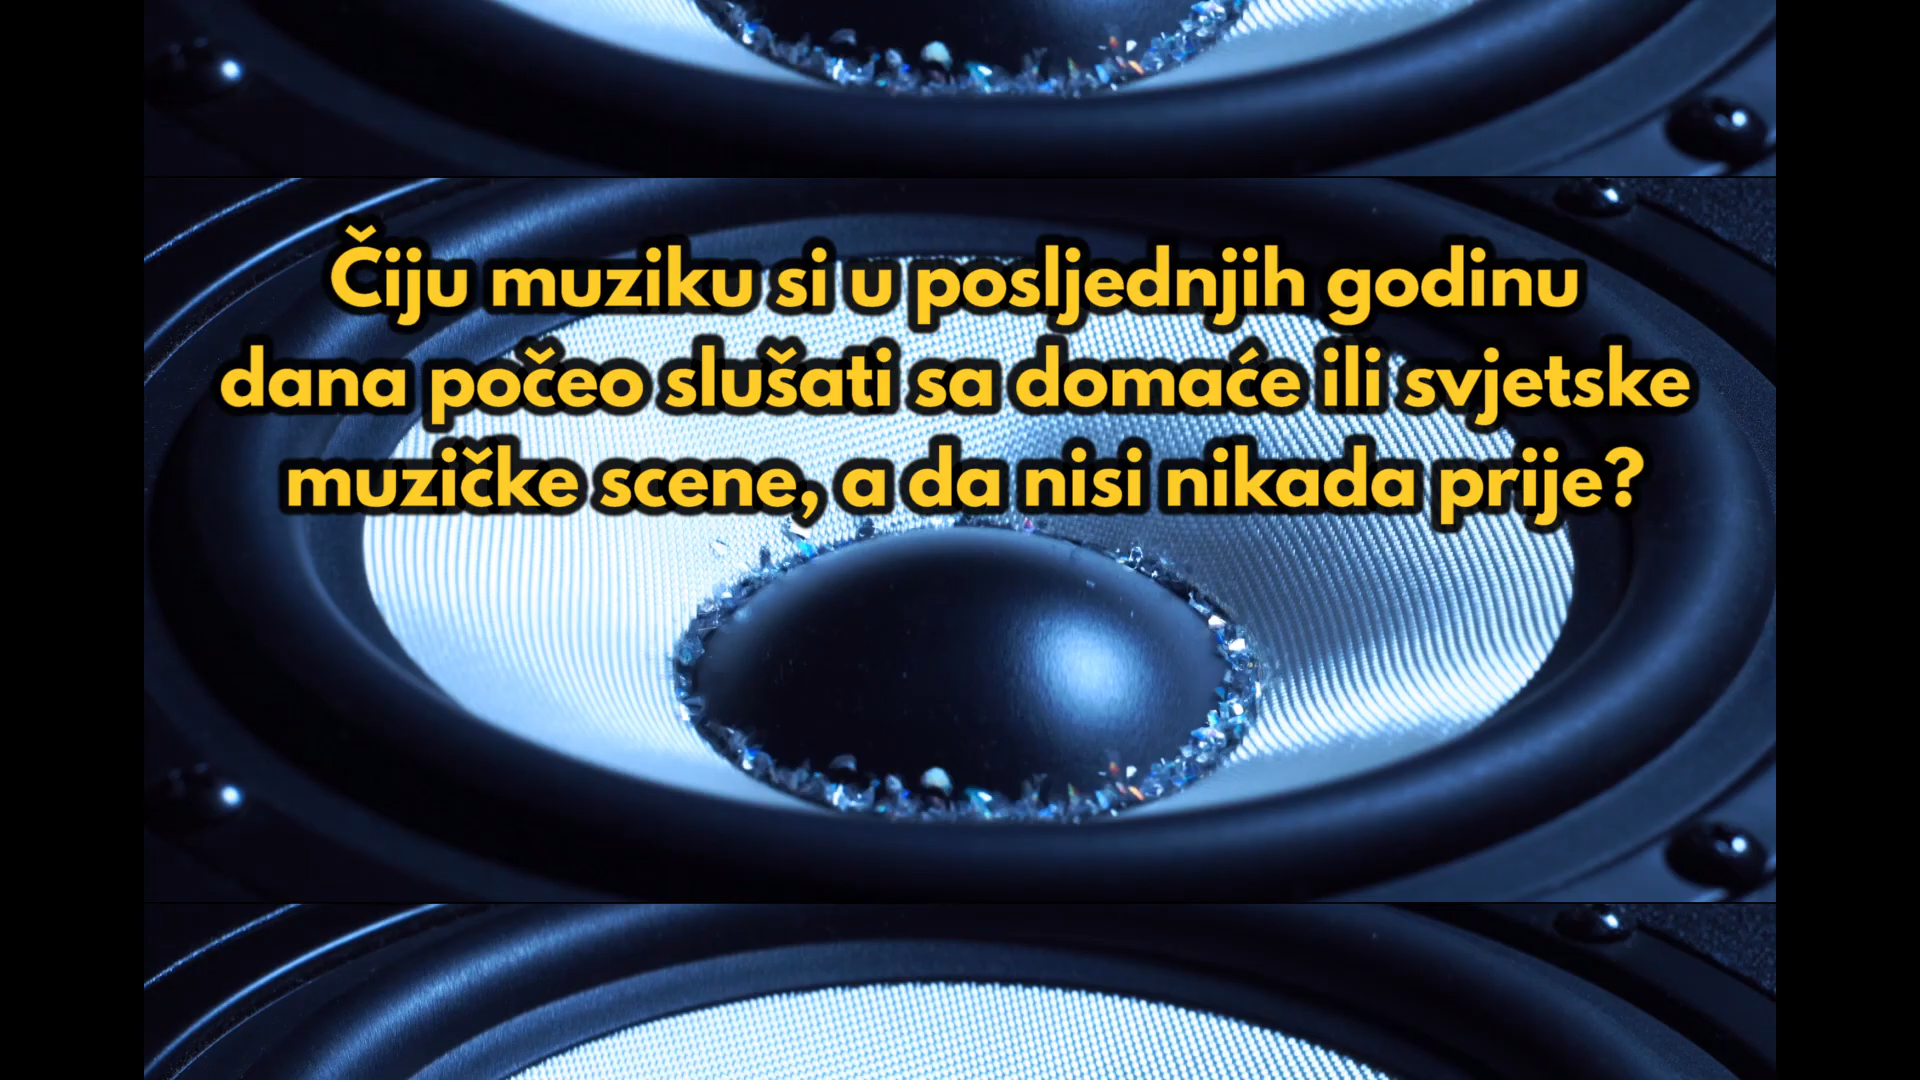 Čiju muziku si u posljednjih godinu
dana počeo slušati sa domaće ili svjetske
muzičke scene, a da nisi nikada prije?